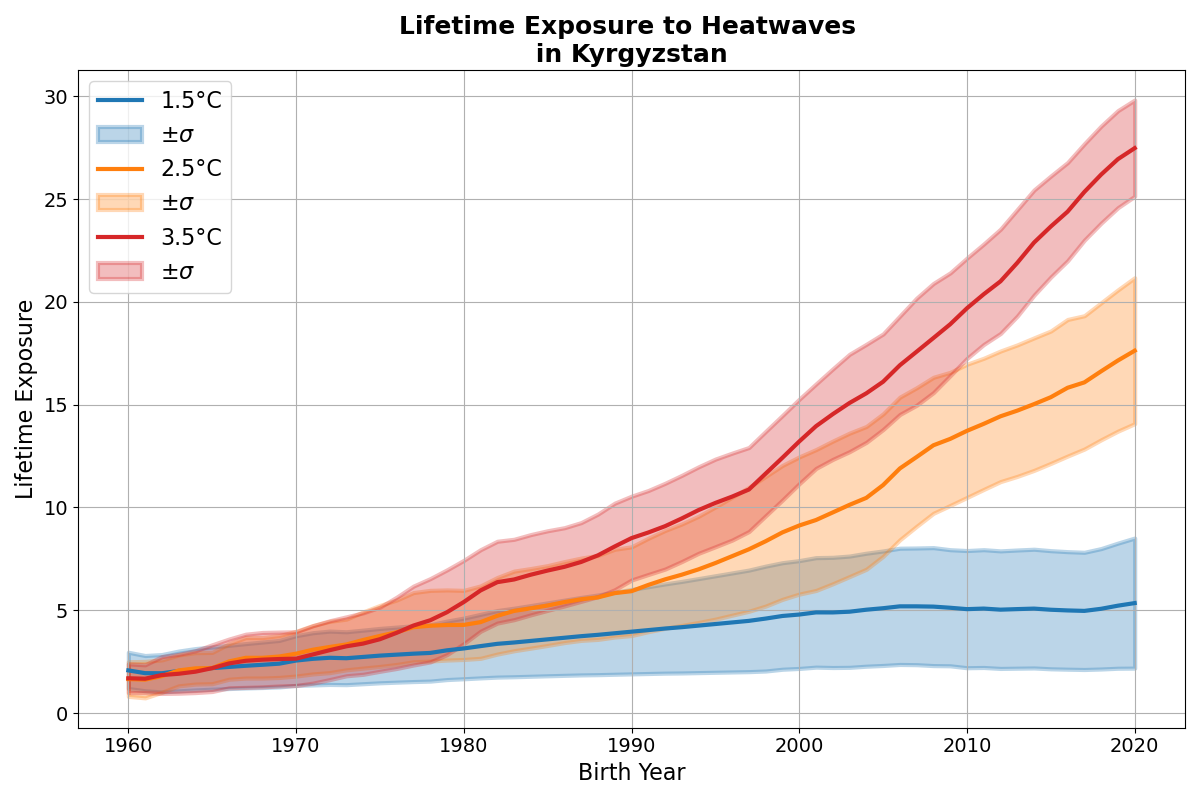 Lifetime Exposure to Heatwaves
in Kyrgyzstan
1.5°C
±σ
2.5°C
±σ
3.5°C
±σ
Lifetime Exposure
30
25
20
15
10
5
0
1960 1970 1980 1990 2000 2010 2020
Birth Year